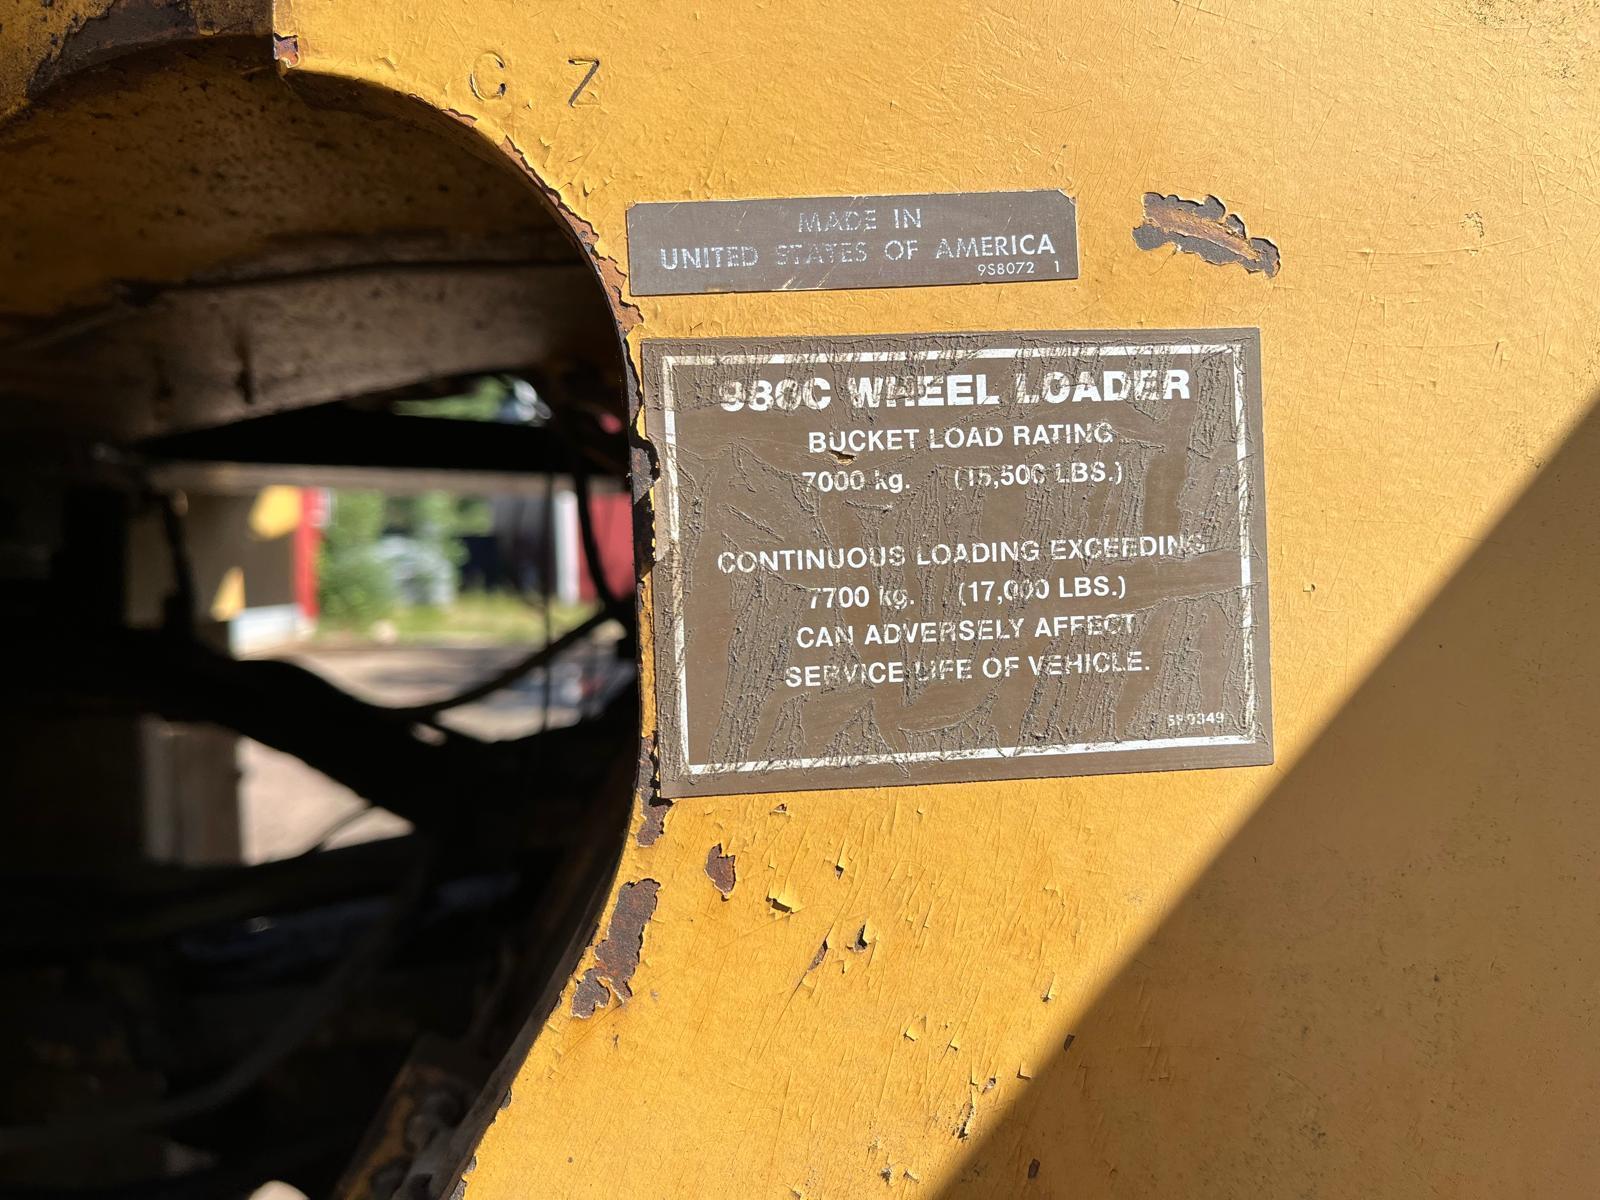 C Z
MADE IN
UNITED STATES OF AMERICA
9S8072 1
980C WHEEL LOADER
BUCKET LOAD RATING
7000 kg. (15,500 LBS.)
CONTINUOUS LOADING EXCEEDING
7700 kg. (17,000 LBS.)
CAN ADVERSELY AFFECT
SERVICE LIFE OF VEHICLE.